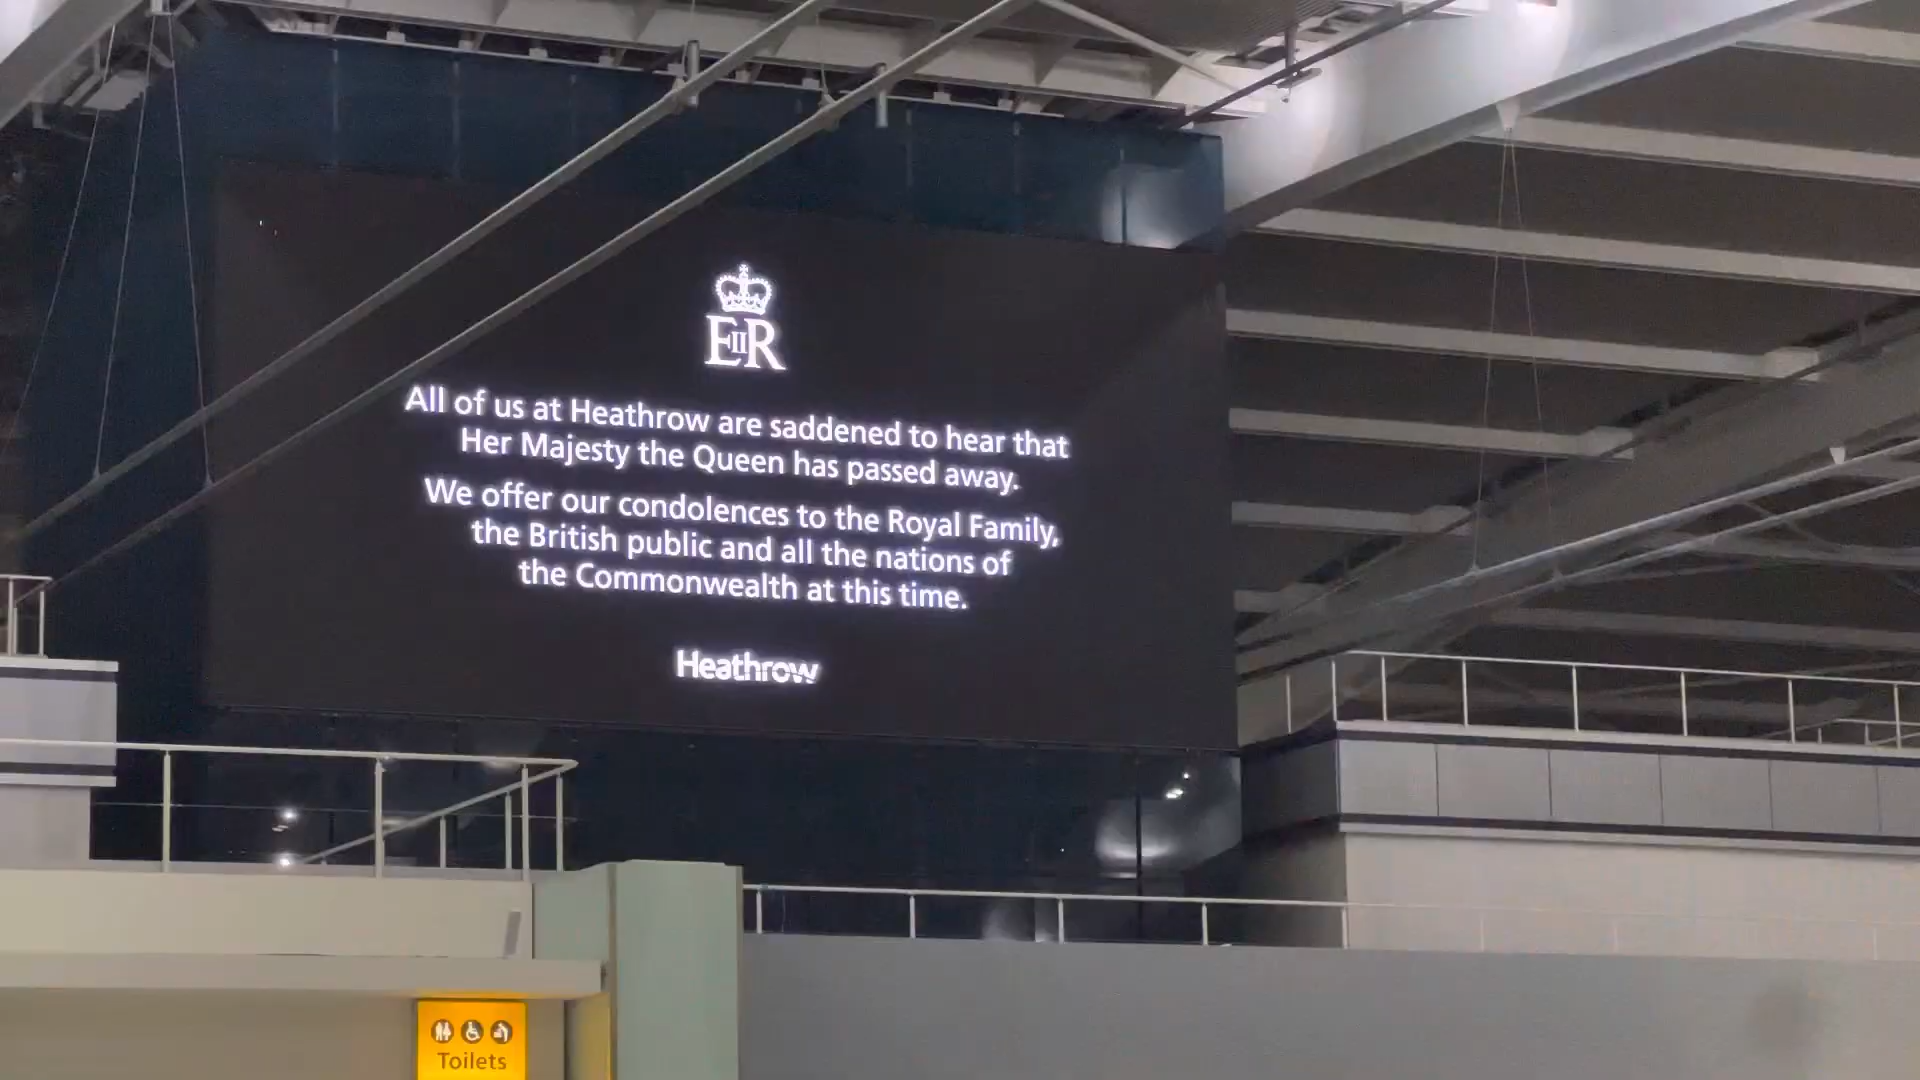 EIIR
All of us at Heathrow are saddened to hear that
Her Majesty the Queen has passed away.
We offer our condolences to the Royal Family,
the British public and all the nations of
the Commonwealth at this time.
Heathrow
Toilets